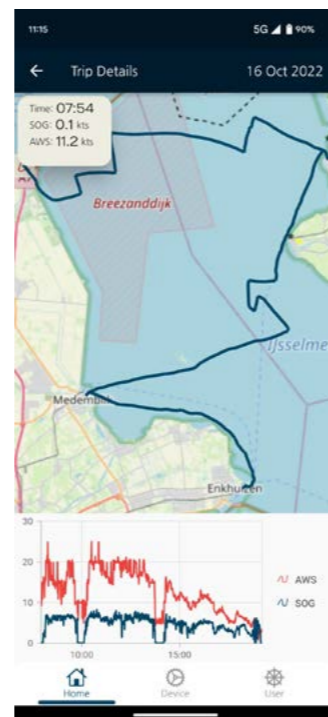 11:15 5G 90%
Trip Details 16 Oct 2022
Time: 07:54
SOG: 0.1 kts
AWS: 11.2 kts
Breezanddijk
IJsselme
Medemblik
Enkhuizen
30
20
10
0
10:00 15:00
AWS
SOG
Home Device User